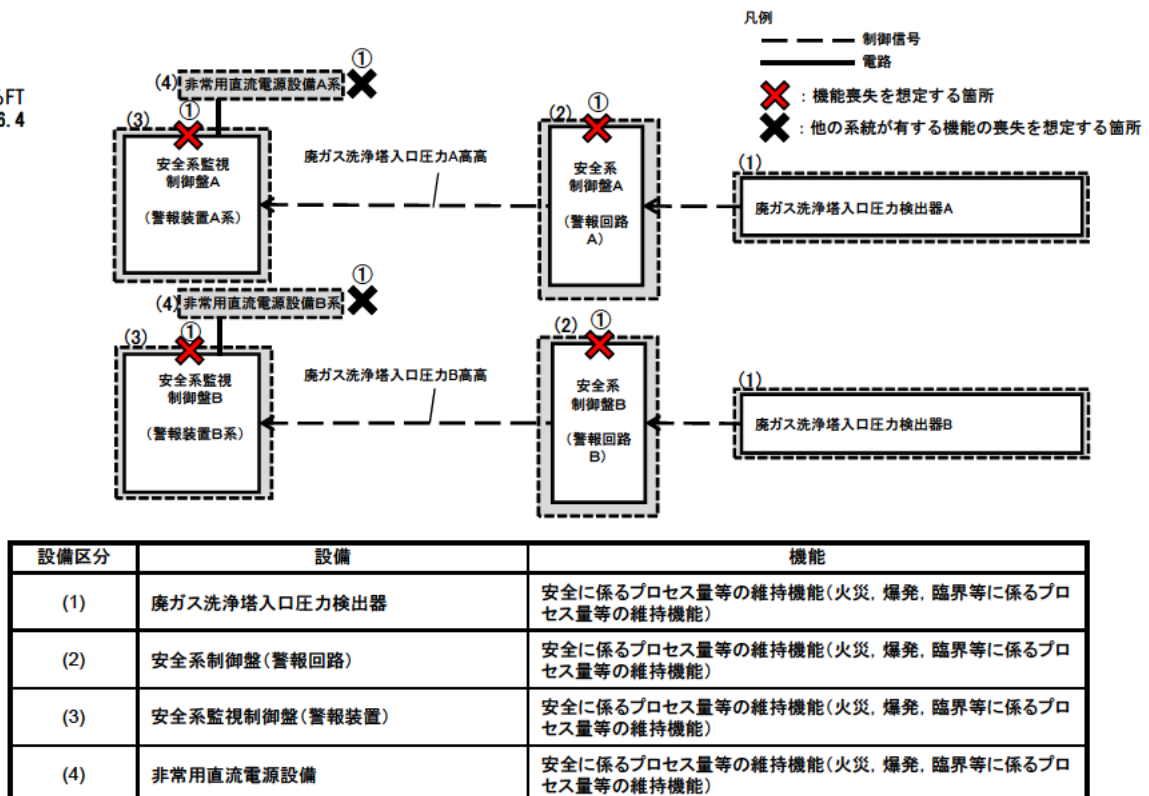 凡例
制御信号
電路
：機能喪失を想定する箇所
：他の系統が有する機能の喪失を想定する箇所
FT
6.4
①
(4)
非常用直流電源設備A系
(3)
①
安全系監視
制御盤A
(警報装置A系)
廃ガス洗浄塔入口圧力A高高
(2)
①
安全系
制御盤A
(警報回路
A)
(1)
廃ガス洗浄塔入口圧力検出器A
①
(4)
非常用直流電源設備B系
(3)
①
安全系監視
制御盤B
(警報装置B系)
廃ガス洗浄塔入口圧力B高高
(2)
①
安全系
制御盤B
(警報回路
B)
(1)
廃ガス洗浄塔入口圧力検出器B
設備区分 設備 機能
(1) 廃ガス洗浄塔入口圧力検出器 安全に係るプロセス量等の維持機能(火災，爆発，臨界等に係るプロ
セス量等の維持機能)
(2) 安全系制御盤(警報回路) 安全に係るプロセス量等の維持機能(火災，爆発，臨界等に係るプロ
セス量等の維持機能)
(3) 安全系監視制御盤(警報装置) 安全に係るプロセス量等の維持機能(火災，爆発，臨界等に係るプロ
セス量等の維持機能)
(4) 非常用直流電源設備 安全に係るプロセス量等の維持機能(火災，爆発，臨界等に係るプロ
セス量等の維持機能)